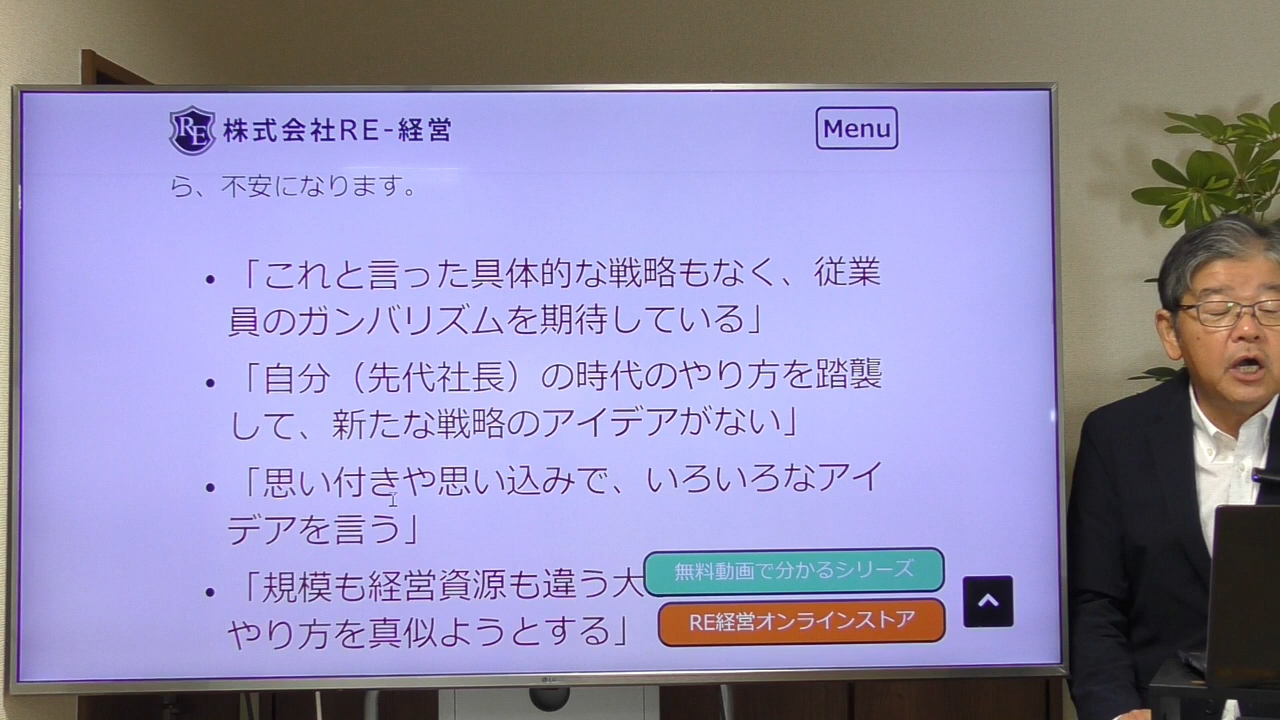 RE 株式会社RE-経営
Menu
ら、不安になります。
• 「これと言った具体的な戦略もなく、従業
員のガンバリズムを期待している」
• 「自分（先代社長）の時代のやり方を踏襲
して、新たな戦略のアイデアがない」
• 「思い付きや思い込みで、いろいろなアイ
デアを言う」
• 「規模も経営資源も違う大
やり方を真似ようとする」
無料動画で分かるシリーズ
RE経営オンラインストア
LG